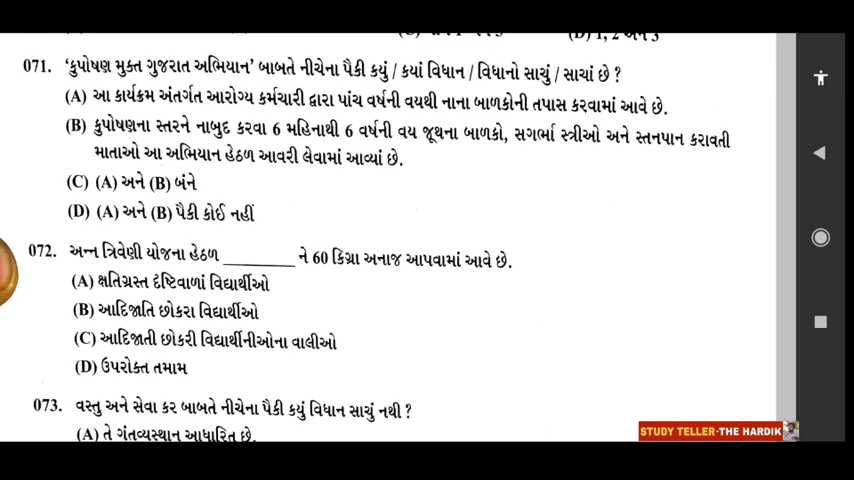 071. 'કુપોષણ મુક્ત ગુજરાત અભિયાન' બાબતે નીચેના પૈકી કયું / કયાં વિધાન / વિધાનો સાચું / સાચાં છે ?
(A) આ કાર્યક્રમ અંતર્ગત આરોગ્ય કર્મચારી દ્વારા પાંચ વર્ષની વયથી નાના બાળકોની તપાસ કરવામાં આવે છે.
(B) કુપોષણના સ્તરને નાબુદ કરવા 6 મહિનાથી 6 વર્ષની વય જૂથના બાળકો, સગર્ભા સ્ત્રીઓ અને સ્તનપાન કરાવતી
માતાઓ આ અભિયાન હેઠળ આવરી લેવામાં આવ્યાં છે.
(C) (A) અને (B) બંને
(D) (A) અને (B) પૈકી કોઈ નહીં
072. અન્ન ત્રિવેણી યોજના હેઠળ ________ ને 60 કિગ્રા અનાજ આપવામાં આવે છે.
(A) ક્ષતિગ્રસ્ત દૃષ્ટિવાળાં વિદ્યાર્થીઓ
(B) આદિજાતિ છોકરા વિદ્યાર્થીઓ
(C) આદિજાતી છોકરી વિદ્યાર્થીનીઓના વાલીઓ
(D) ઉપરોક્ત તમામ
073. વસ્તુ અને સેવા કર બાબતે નીચેના પૈકી કયું વિધાન સાચું નથી ?
(A) તે ગંતવ્યસ્થાન આધારિત છે.
STUDY TELLER-THE HARDIK